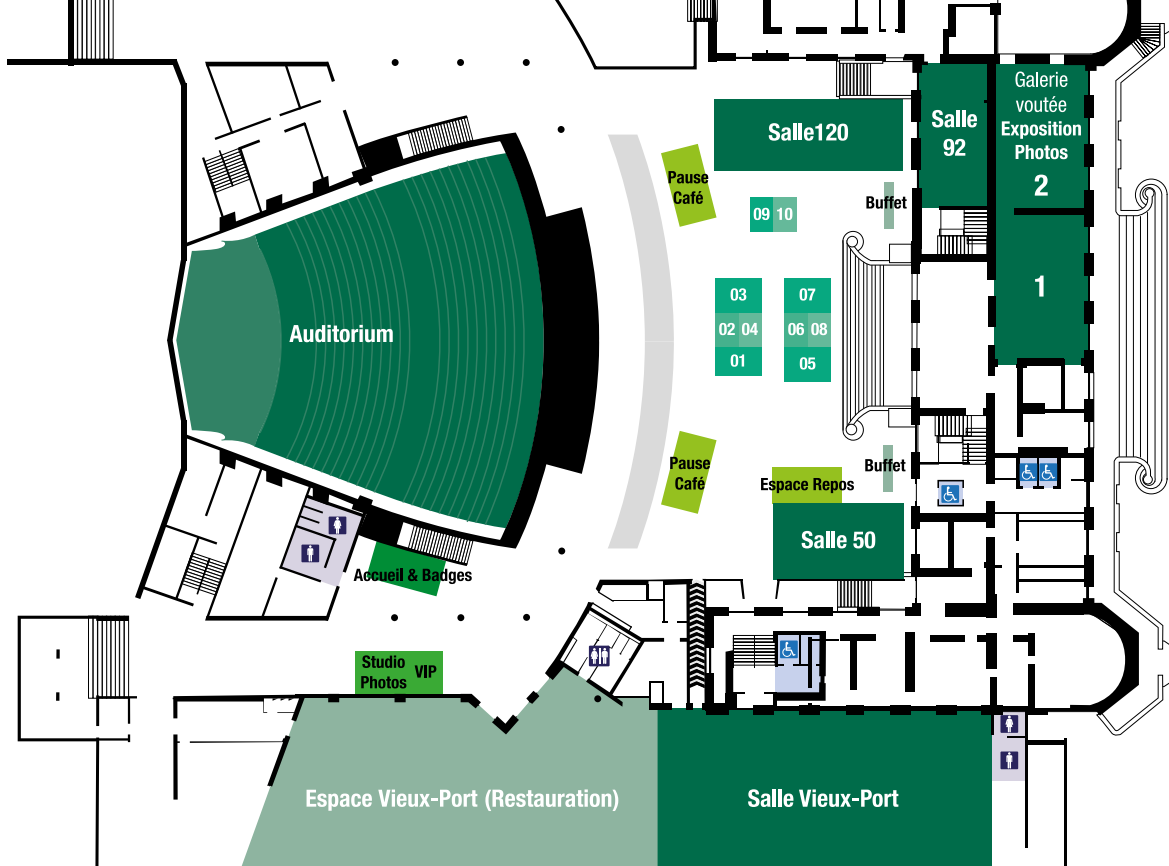 Galerie
voutée
Exposition
Photos
2
Salle120
Salle
92
Pause
Café
Buffet
09 10
1
03
07
02 04
06 08
01
05
Auditorium
Pause
Café
Buffet
Espace Repos
Salle 50
Accueil & Badges
Studio
Photos
VIP
Espace Vieux-Port (Restauration)
Salle Vieux-Port